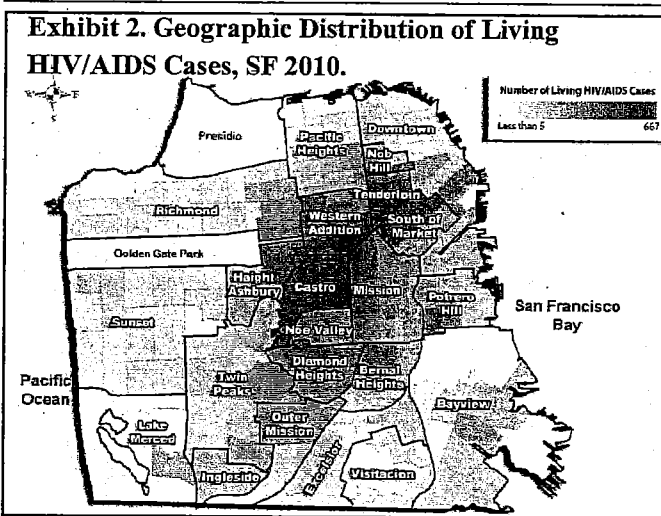 Exhibit 2. Geographic Distribution of Living
HIV/AIDS Cases, SF 2010.
Number of Living HIV/AIDS Cases
Less than 5
667
Presidio
Pacific
Heights
Downtown
Nob
Hill
Tenderloin
Richmond
Western
Addition
South of
Market
Golden Gate Park
Haight
Ashbury
Castro
Mission
Potrero
Hill
San Francisco
Bay
Sunset
Noe Valley
Diamond
Heights
Bernal
Heights
Twin
Peaks
Pacific
Ocean
Bayview
Lake
Merced
Outer
Mission
Excelsior
Ingleside
Visitacion